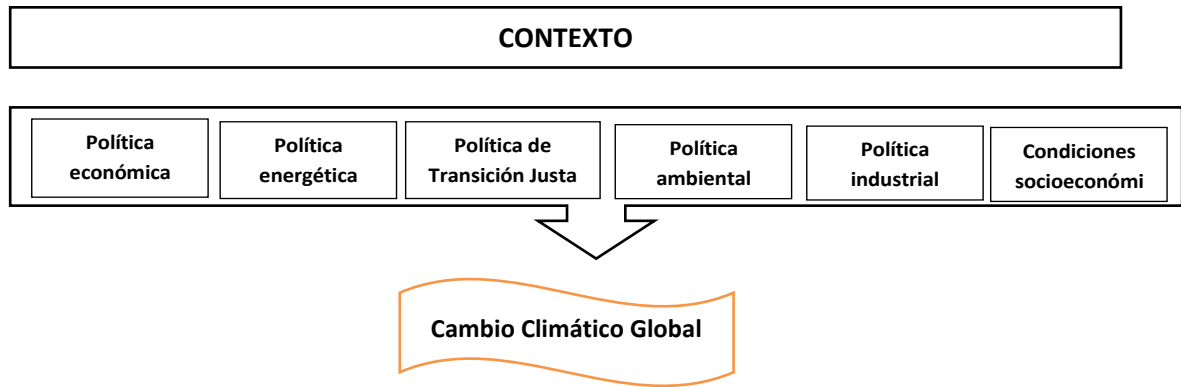 CONTEXTO
Política
económica
Política
energética
Política de
Transición Justa
Política
ambiental
Política
industrial
Condiciones
socioeconómi
Cambio Climático Global